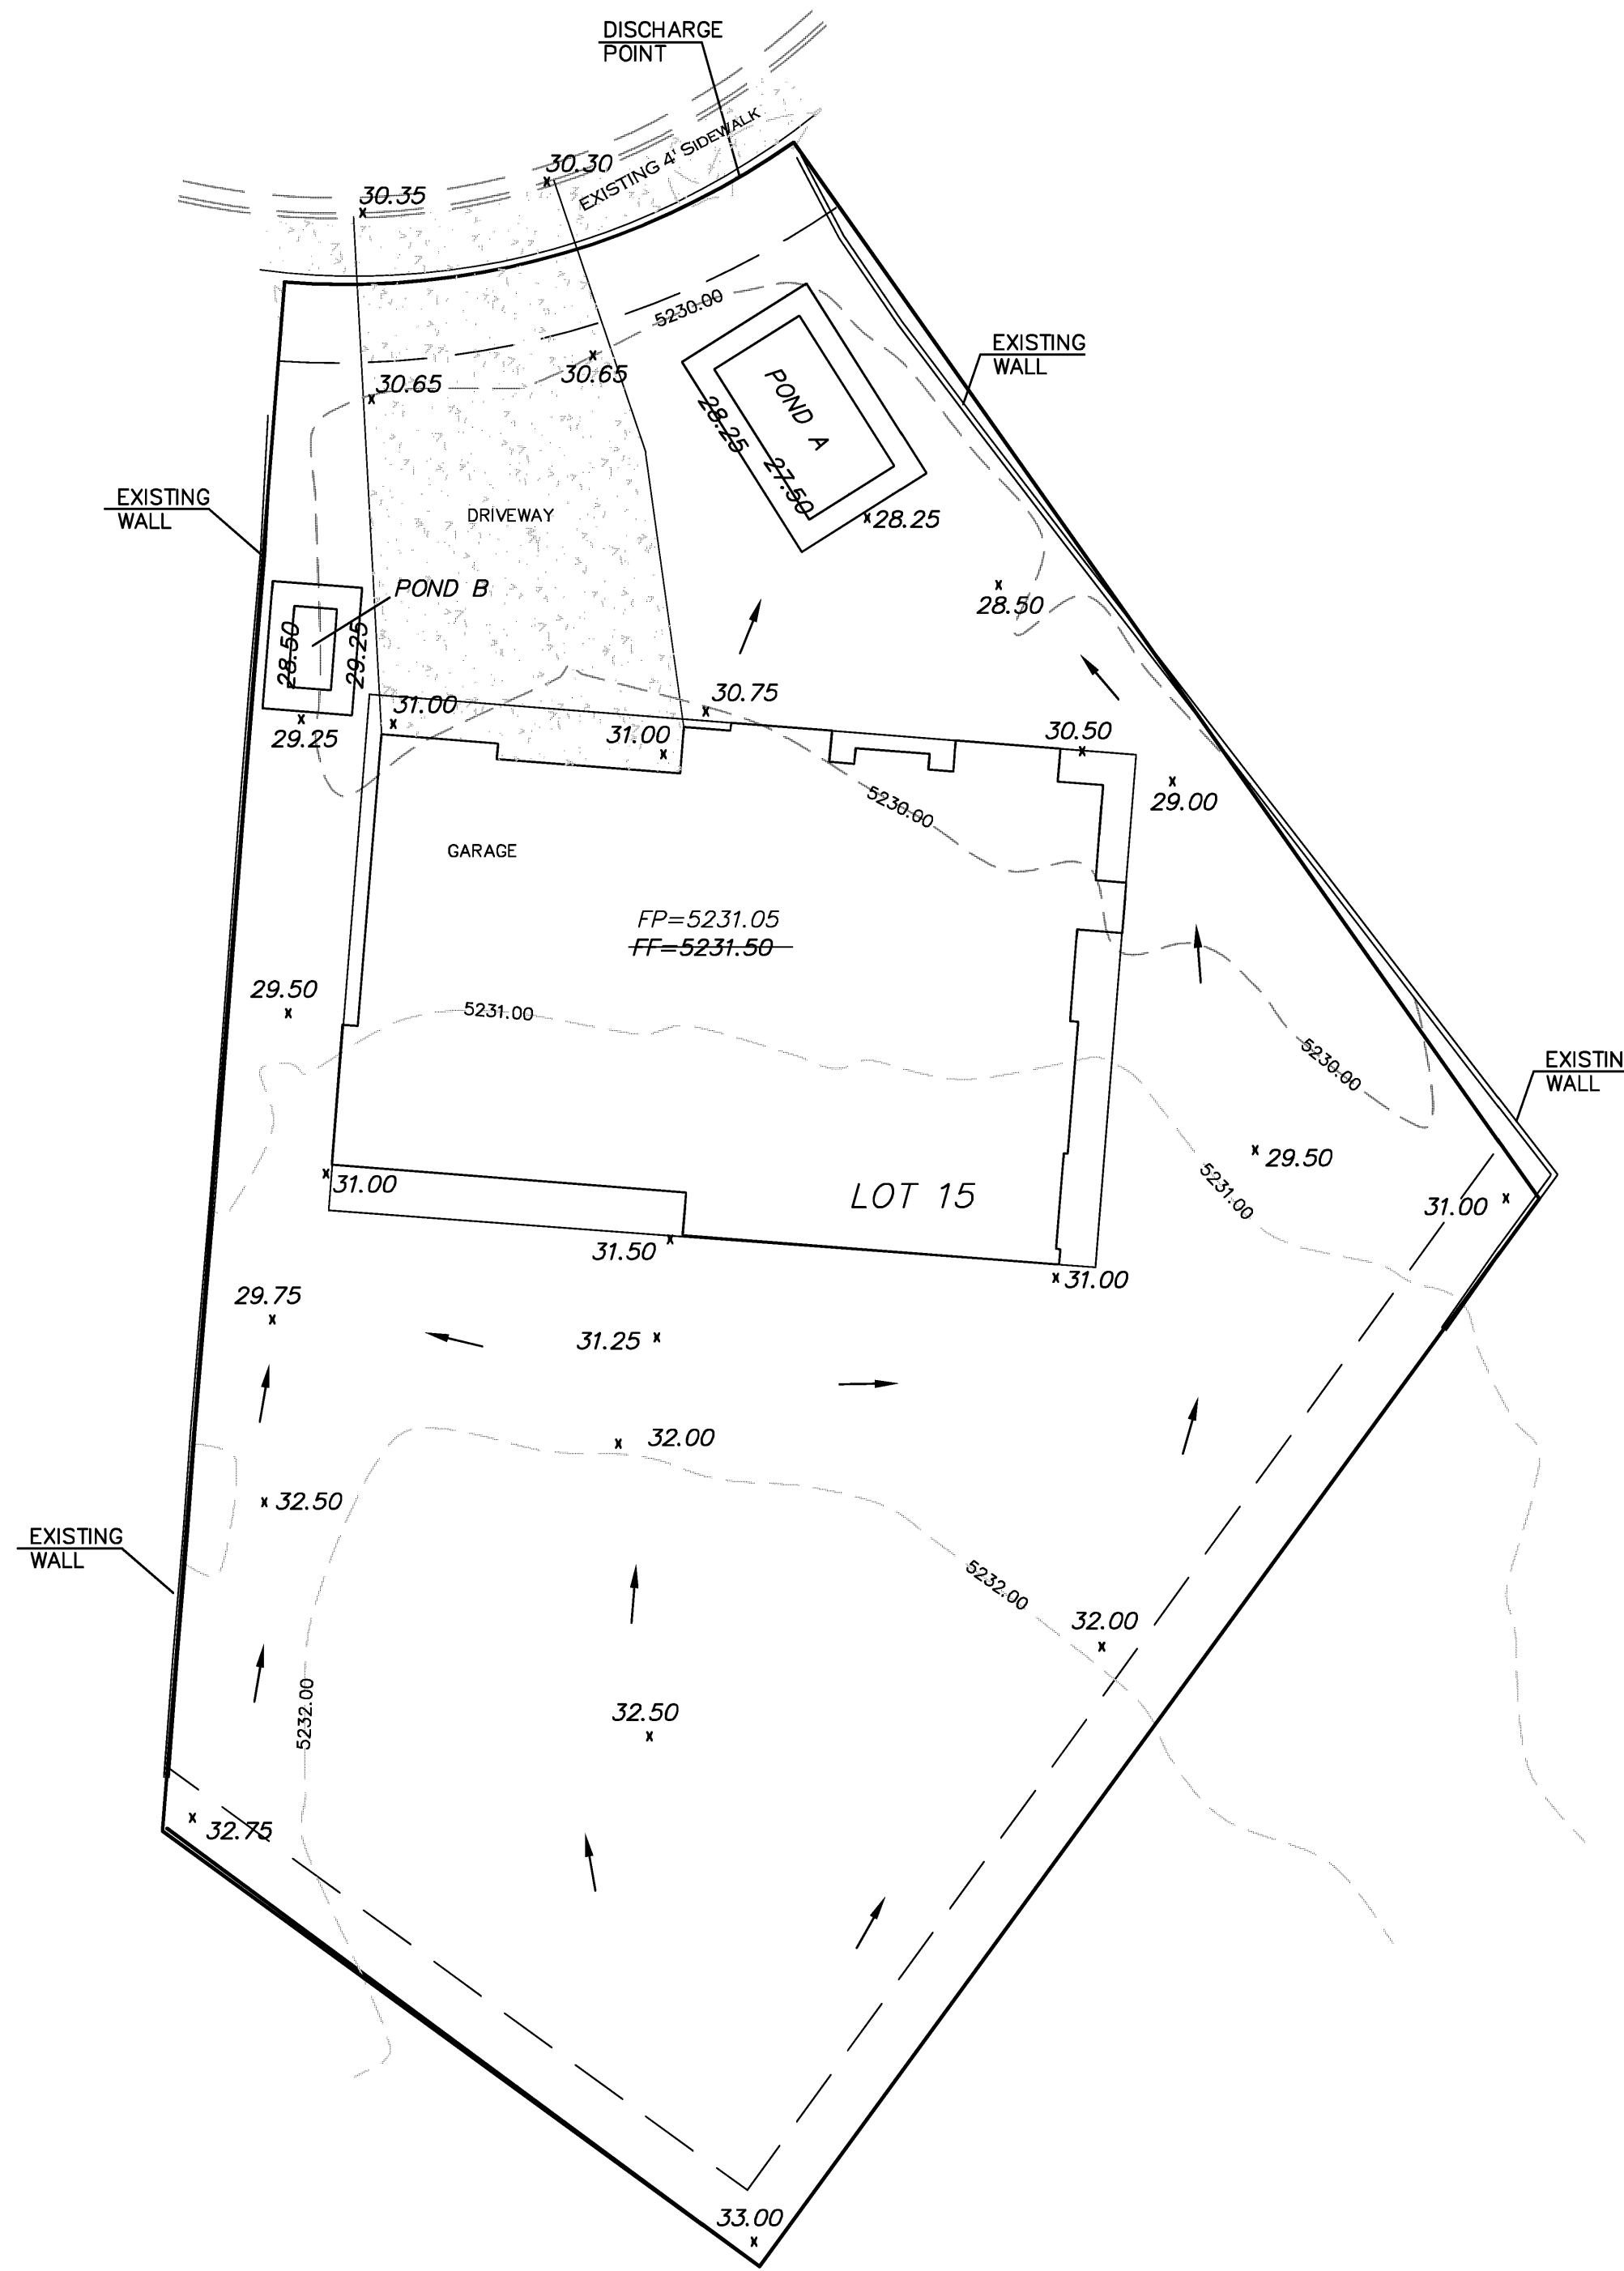 DISCHARGE
POINT
EXISTING 4' SIDEWALK
30.30
30.35
5230.00
EXISTING
WALL
30.65
30.65
POND A
28.25
27.50
28.25
EXISTING
WALL
DRIVEWAY
POND B
28.50
29.25
28.50
29.25
31.00
30.75
31.00
30.50
29.00
5230.00
GARAGE
FP=5231.05
FF=5231.50
29.50
5231.00
5230.00
EXISTIN
WALL
29.50
31.00
LOT 15
5231.00
31.00
31.50
31.00
29.75
31.25
32.00
32.50
EXISTING
WALL
5232.00
32.00
5232.00
32.50
32.75
33.00